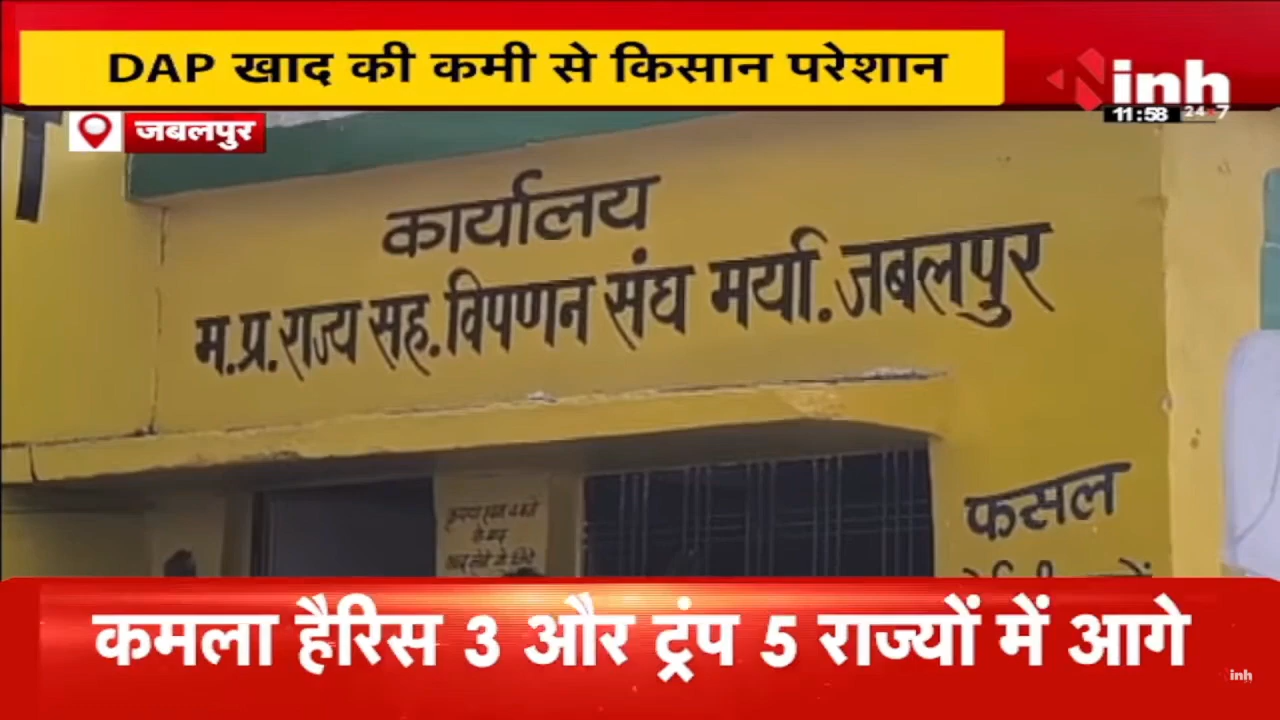 DAP खाद की कमी से किसान परेशान
inh
11:58 24x7
जबलपुर
कार्यालय
म.प्र.राज्य सह.विपणन संघ मर्या.जबलपुर
फसल
के बाद
कमला हैरिस 3 और ट्रंप 5 राज्यों में आगे
inh